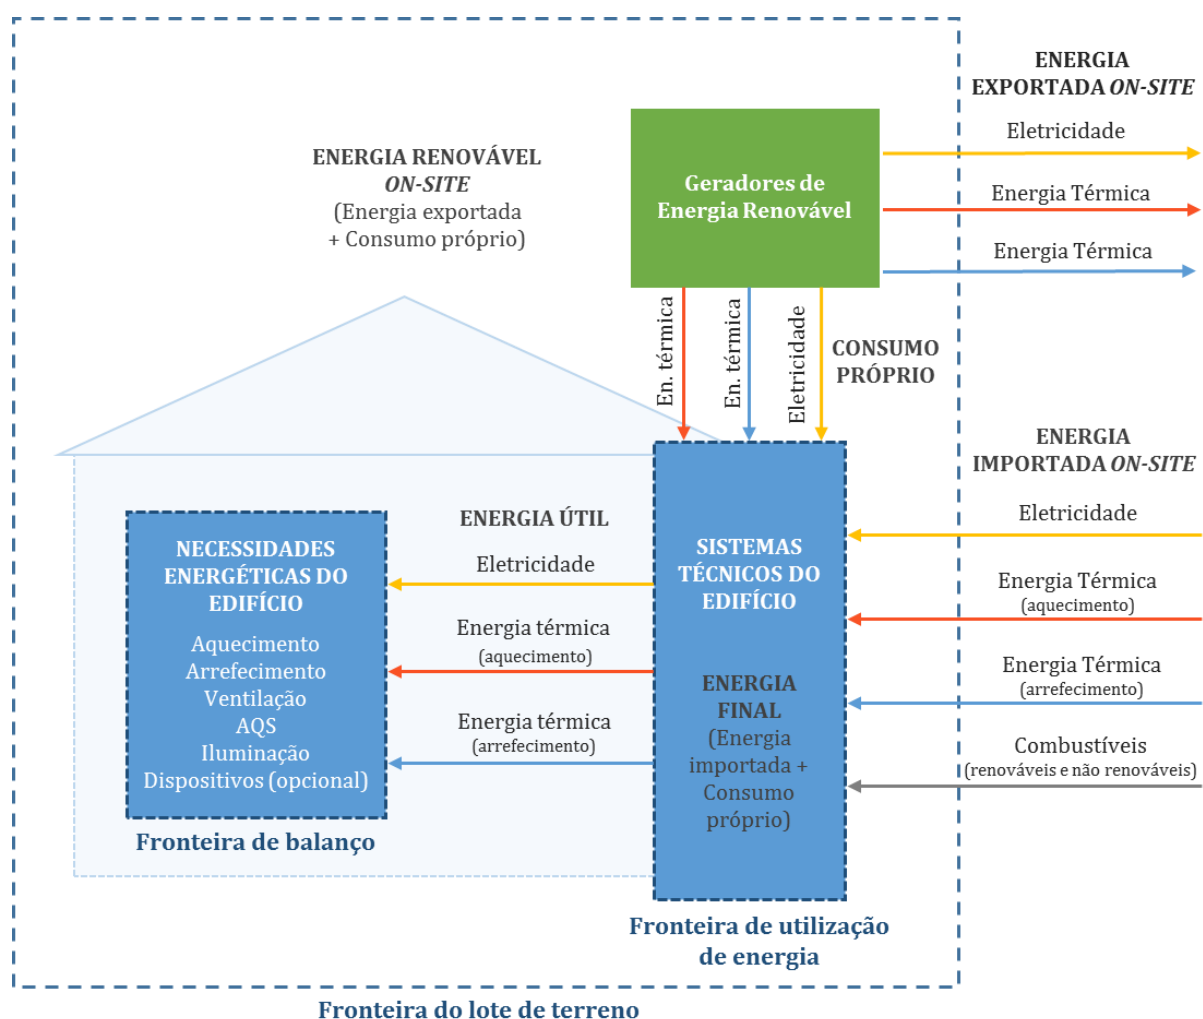 ENERGIA
EXPORTADA ON-SITE
Eletricidade
Energia Térmica
Energia Térmica
ENERGIA RENOVÁVEL
ON-SITE
(Energia exportada
+ Consumo próprio)
Geradores de
Energia Renovável
En. térmica
En. térmica
Eletricidade
CONSUMO
PRÓPRIO
ENERGIA
IMPORTADA ON-SITE
Eletricidade
Energia Térmica
(aquecimento)
Energia Térmica
(arrefecimento)
Combustíveis
(renováveis e não renováveis)
SISTEMAS
TÉCNICOS DO
EDIFÍCIO
ENERGIA
FINAL
(Energia
importada +
Consumo
próprio)
Fronteira de utilização
de energia
ENERGIA ÚTIL
Eletricidade
Energia térmica
(aquecimento)
Energia térmica
(arrefecimento)
NECESSIDADES
ENERGÉTICAS DO
EDIFÍCIO
Aquecimento
Arrefecimento
Ventilação
AQS
Iluminação
Dispositivos (opcional)
Fronteira de balanço
Fronteira do lote de terreno